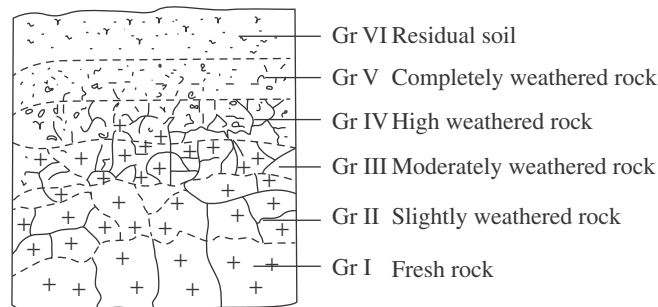 Gr VI Residual soil
Gr V Completely weathered rock
Gr IV High weathered rock
Gr III Moderately weathered rock
Gr II Slightly weathered rock
Gr I Fresh rock